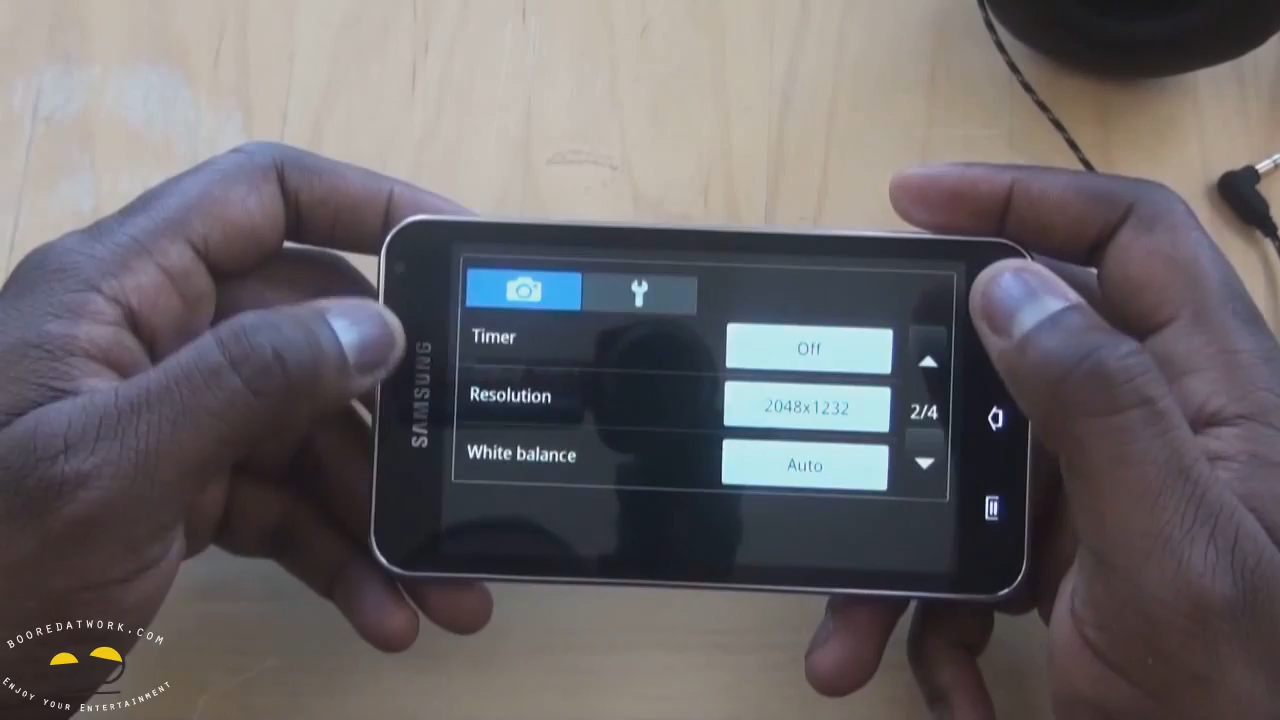 SAMSUNG
Timer
Off
Resolution
2048x1232
2/4
White balance
Auto
BOOREDATWORK.COM
ENJOY YOUR ENTERTAINMENT